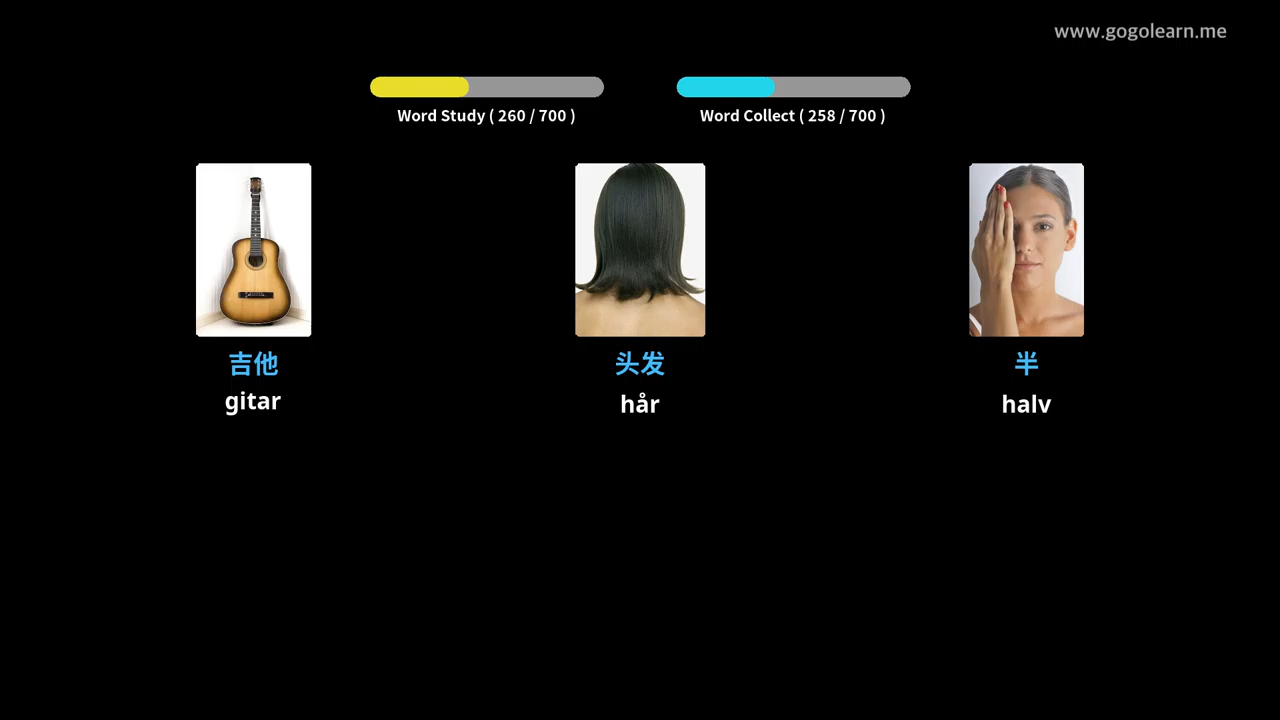 www.gogolearn.me
Word Study ( 260 / 700 )
Word Collect ( 258 / 700 )
吉他
头发
半
gitar
hår
halv